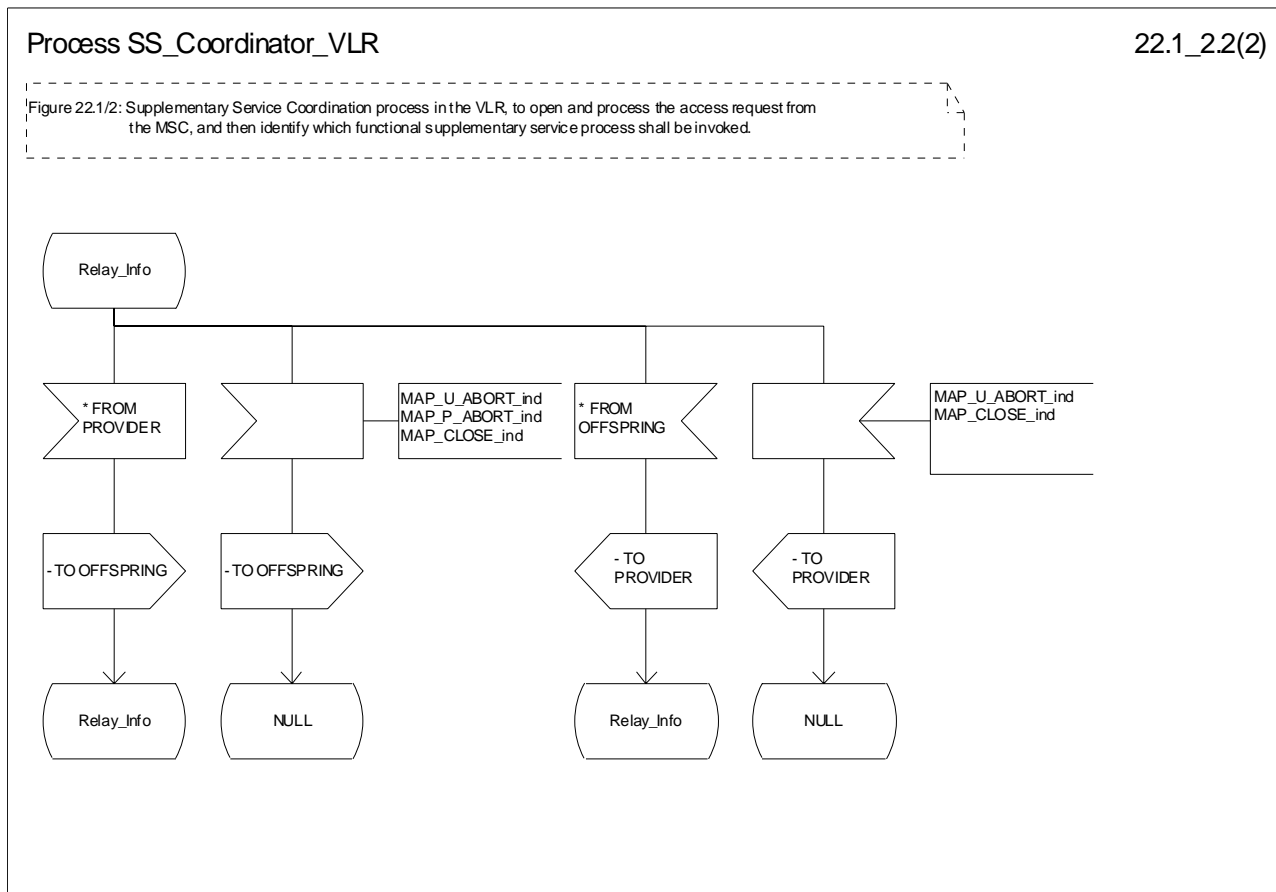 Process SS_Coordinator_VLR
22.1_2.2(2)
Figure 22.1/2: Supplementary Service Coordination process in the VLR, to open and process the access request from
the MSC, and then identify which functional supplementary service process shall be invoked.
Relay_Info
* FROM
PROVIDER
MAP_U_ABORT_ind
MAP_P_ABORT_ind
MAP_CLOSE_ind
* FROM
OFFSPRING
MAP_U_ABORT_ind
MAP_CLOSE_ind
- TO OFFSPRING
- TO OFFSPRING
- TO
PROVIDER
- TO
PROVIDER
Relay_Info
NULL
Relay_Info
NULL